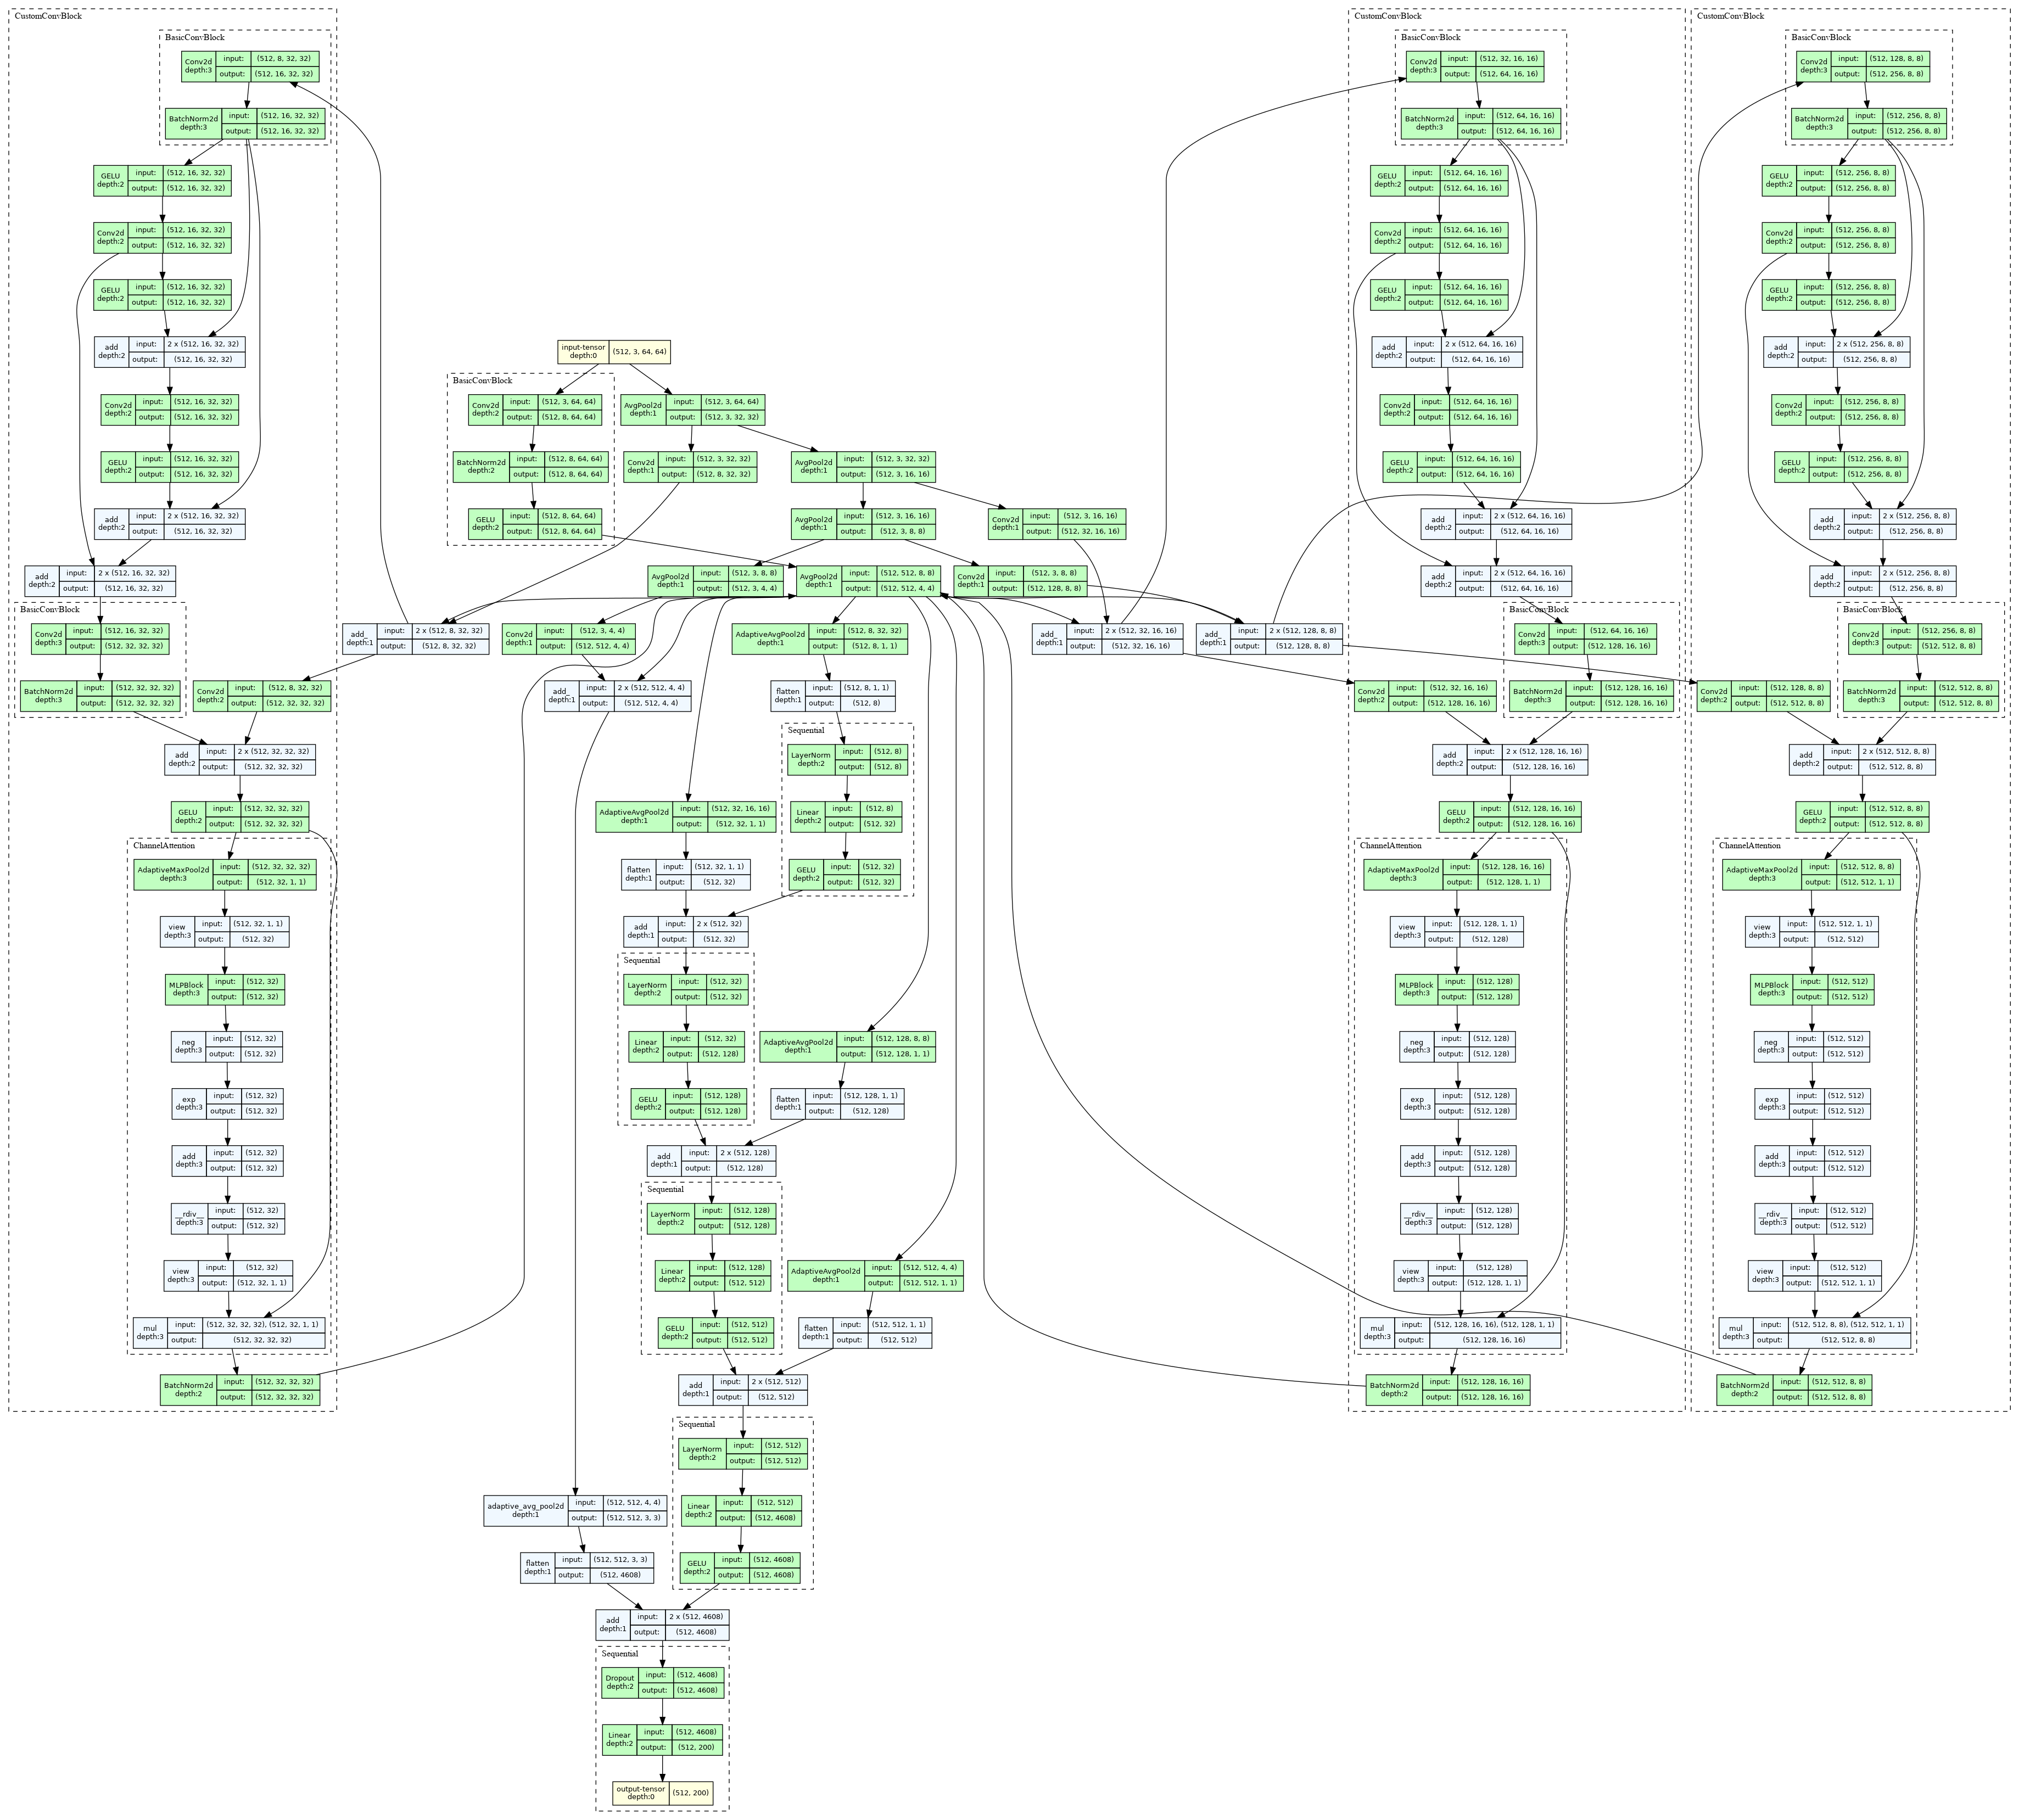 CustomConvBlock
BasicConvBlock
Conv2d input: (512, 8, 32, 32)
depth:3 output: (512, 16, 32, 32)
BatchNorm2d input: (512, 16, 32, 32)
depth:3 output: (512, 16, 32, 32)
GELU input: (512, 16, 32, 32)
depth:2 output: (512, 16, 32, 32)
Conv2d input: (512, 16, 32, 32)
depth:2 output: (512, 16, 32, 32)
GELU input: (512, 16, 32, 32)
depth:2 output: (512, 16, 32, 32)
add input: 2 x (512, 16, 32, 32)
depth:2 output: (512, 16, 32, 32)
Conv2d input: (512, 16, 32, 32)
depth:2 output: (512, 16, 32, 32)
GELU input: (512, 16, 32, 32)
depth:2 output: (512, 16, 32, 32)
add input: 2 x (512, 16, 32, 32)
depth:2 output: (512, 16, 32, 32)
add input: 2 x (512, 16, 32, 32)
depth:2 output: (512, 16, 32, 32)
BasicConvBlock
Conv2d input: (512, 16, 32, 32)
depth:3 output: (512, 32, 32, 32)
BatchNorm2d input: (512, 32, 32, 32)
depth:3 output: (512, 32, 32, 32)
Conv2d input: (512, 8, 32, 32)
depth:2 output: (512, 32, 32, 32)
add input: 2 x (512, 32, 32, 32)
depth:2 output: (512, 32, 32, 32)
GELU input: (512, 32, 32, 32)
depth:2 output: (512, 32, 32, 32)
ChannelAttention
AdaptiveMaxPool2d input: (512, 32, 32, 32)
depth:3 output: (512, 32, 1, 1)
view input: (512, 32, 1, 1)
depth:3 output: (512, 32)
MLPBlock input: (512, 32)
depth:3 output: (512, 32)
neg input: (512, 32)
depth:3 output: (512, 32)
exp input: (512, 32)
depth:3 output: (512, 32)
add input: (512, 32)
depth:3 output: (512, 32)
__rdiv__ input: (512, 32)
depth:3 output: (512, 32)
view input: (512, 32)
depth:3 output: (512, 32, 1, 1)
mul input: (512, 32, 32, 32), (512, 32, 1, 1)
depth:3 output: (512, 32, 32, 32)
BatchNorm2d input: (512, 32, 32, 32)
depth:2 output: (512, 32, 32, 32)
input-tensor (512, 3, 64, 64)
depth:0
BasicConvBlock
Conv2d input: (512, 3, 64, 64)
depth:2 output: (512, 8, 64, 64)
BatchNorm2d input: (512, 8, 64, 64)
depth:2 output: (512, 8, 64, 64)
GELU input: (512, 8, 64, 64)
depth:2 output: (512, 8, 64, 64)
AvgPool2d input: (512, 3, 64, 64)
depth:1 output: (512, 3, 32, 32)
Conv2d input: (512, 3, 32, 32)
depth:1 output: (512, 8, 32, 32)
AvgPool2d input: (512, 3, 32, 32)
depth:1 output: (512, 3, 16, 16)
AvgPool2d input: (512, 3, 16, 16)
depth:1 output: (512, 3, 8, 8)
Conv2d input: (512, 3, 16, 16)
depth:1 output: (512, 32, 16, 16)
AvgPool2d input: (512, 3, 8, 8)
depth:1 output: (512, 3, 4, 4)
AvgPool2d input: (512, 512, 8, 8)
depth:1 output: (512, 512, 4, 4)
Conv2d input: (512, 3, 8, 8)
depth:1 output: (512, 128, 8, 8)
add_ input: 2 x (512, 8, 32, 32)
depth:1 output: (512, 8, 32, 32)
Conv2d input: (512, 3, 4, 4)
depth:1 output: (512, 512, 4, 4)
AdaptiveAvgPool2d input: (512, 8, 32, 32)
depth:1 output: (512, 8, 1, 1)
add_ input: 2 x (512, 32, 16, 16)
depth:1 output: (512, 32, 16, 16)
add_ input: 2 x (512, 128, 8, 8)
depth:1 output: (512, 128, 8, 8)
add_ input: 2 x (512, 512, 4, 4)
depth:1 output: (512, 512, 4, 4)
flatten input: (512, 8, 1, 1)
depth:1 output: (512, 8)
Sequential
LayerNorm input: (512, 8)
depth:2 output: (512, 8)
Linear input: (512, 8)
depth:2 output: (512, 32)
GELU input: (512, 32)
depth:2 output: (512, 32)
AdaptiveAvgPool2d input: (512, 32, 16, 16)
depth:1 output: (512, 32, 1, 1)
flatten input: (512, 32, 1, 1)
depth:1 output: (512, 32)
add input: 2 x (512, 32)
depth:1 output: (512, 32)
Sequential
LayerNorm input: (512, 32)
depth:2 output: (512, 32)
Linear input: (512, 32)
depth:2 output: (512, 128)
GELU input: (512, 128)
depth:2 output: (512, 128)
AdaptiveAvgPool2d input: (512, 128, 8, 8)
depth:1 output: (512, 128, 1, 1)
flatten input: (512, 128, 1, 1)
depth:1 output: (512, 128)
add input: 2 x (512, 128)
depth:1 output: (512, 128)
Sequential
LayerNorm input: (512, 128)
depth:2 output: (512, 128)
Linear input: (512, 128)
depth:2 output: (512, 512)
GELU input: (512, 512)
depth:2 output: (512, 512)
AdaptiveAvgPool2d input: (512, 512, 4, 4)
depth:1 output: (512, 512, 1, 1)
flatten input: (512, 512, 1, 1)
depth:1 output: (512, 512)
add input: 2 x (512, 512)
depth:1 output: (512, 512)
Sequential
LayerNorm input: (512, 512)
depth:2 output: (512, 512)
Linear input: (512, 512)
depth:2 output: (512, 4608)
GELU input: (512, 4608)
depth:2 output: (512, 4608)
adaptive_avg_pool2d input: (512, 512, 4, 4)
depth:1 output: (512, 512, 3, 3)
flatten input: (512, 512, 3, 3)
depth:1 output: (512, 4608)
add input: 2 x (512, 4608)
depth:1 output: (512, 4608)
Sequential
Dropout input: (512, 4608)
depth:2 output: (512, 4608)
Linear input: (512, 4608)
depth:2 output: (512, 200)
output-tensor (512, 200)
depth:0
CustomConvBlock
BasicConvBlock
Conv2d input: (512, 32, 16, 16)
depth:3 output: (512, 64, 16, 16)
BatchNorm2d input: (512, 64, 16, 16)
depth:3 output: (512, 64, 16, 16)
GELU input: (512, 64, 16, 16)
depth:2 output: (512, 64, 16, 16)
Conv2d input: (512, 64, 16, 16)
depth:2 output: (512, 64, 16, 16)
GELU input: (512, 64, 16, 16)
depth:2 output: (512, 64, 16, 16)
add input: 2 x (512, 64, 16, 16)
depth:2 output: (512, 64, 16, 16)
Conv2d input: (512, 64, 16, 16)
depth:2 output: (512, 64, 16, 16)
GELU input: (512, 64, 16, 16)
depth:2 output: (512, 64, 16, 16)
add input: 2 x (512, 64, 16, 16)
depth:2 output: (512, 64, 16, 16)
add input: 2 x (512, 64, 16, 16)
depth:2 output: (512, 64, 16, 16)
BasicConvBlock
Conv2d input: (512, 64, 16, 16)
depth:3 output: (512, 128, 16, 16)
Conv2d input: (512, 32, 16, 16)
depth:2 output: (512, 128, 16, 16)
BatchNorm2d input: (512, 128, 16, 16)
depth:3 output: (512, 128, 16, 16)
add input: 2 x (512, 128, 16, 16)
depth:2 output: (512, 128, 16, 16)
GELU input: (512, 128, 16, 16)
depth:2 output: (512, 128, 16, 16)
ChannelAttention
AdaptiveMaxPool2d input: (512, 128, 16, 16)
depth:3 output: (512, 128, 1, 1)
view input: (512, 128, 1, 1)
depth:3 output: (512, 128)
MLPBlock input: (512, 128)
depth:3 output: (512, 128)
neg input: (512, 128)
depth:3 output: (512, 128)
exp input: (512, 128)
depth:3 output: (512, 128)
add input: (512, 128)
depth:3 output: (512, 128)
__rdiv__ input: (512, 128)
depth:3 output: (512, 128)
view input: (512, 128)
depth:3 output: (512, 128, 1, 1)
mul input: (512, 128, 16, 16), (512, 128, 1, 1)
depth:3 output: (512, 128, 16, 16)
BatchNorm2d input: (512, 128, 16, 16)
depth:2 output: (512, 128, 16, 16)
CustomConvBlock
BasicConvBlock
Conv2d input: (512, 128, 8, 8)
depth:3 output: (512, 256, 8, 8)
BatchNorm2d input: (512, 256, 8, 8)
depth:3 output: (512, 256, 8, 8)
GELU input: (512, 256, 8, 8)
depth:2 output: (512, 256, 8, 8)
Conv2d input: (512, 256, 8, 8)
depth:2 output: (512, 256, 8, 8)
GELU input: (512, 256, 8, 8)
depth:2 output: (512, 256, 8, 8)
add input: 2 x (512, 256, 8, 8)
depth:2 output: (512, 256, 8, 8)
Conv2d input: (512, 256, 8, 8)
depth:2 output: (512, 256, 8, 8)
GELU input: (512, 256, 8, 8)
depth:2 output: (512, 256, 8, 8)
add input: 2 x (512, 256, 8, 8)
depth:2 output: (512, 256, 8, 8)
add input: 2 x (512, 256, 8, 8)
depth:2 output: (512, 256, 8, 8)
BasicConvBlock
Conv2d input: (512, 256, 8, 8)
depth:3 output: (512, 512, 8, 8)
Conv2d input: (512, 128, 8, 8)
depth:2 output: (512, 512, 8, 8)
BatchNorm2d input: (512, 512, 8, 8)
depth:3 output: (512, 512, 8, 8)
add input: 2 x (512, 512, 8, 8)
depth:2 output: (512, 512, 8, 8)
GELU input: (512, 512, 8, 8)
depth:2 output: (512, 512, 8, 8)
ChannelAttention
AdaptiveMaxPool2d input: (512, 512, 8, 8)
depth:3 output: (512, 512, 1, 1)
view input: (512, 512, 1, 1)
depth:3 output: (512, 512)
MLPBlock input: (512, 512)
depth:3 output: (512, 512)
neg input: (512, 512)
depth:3 output: (512, 512)
exp input: (512, 512)
depth:3 output: (512, 512)
add input: (512, 512)
depth:3 output: (512, 512)
__rdiv__ input: (512, 512)
depth:3 output: (512, 512)
view input: (512, 512)
depth:3 output: (512, 512, 1, 1)
mul input: (512, 512, 8, 8), (512, 512, 1, 1)
depth:3 output: (512, 512, 8, 8)
BatchNorm2d input: (512, 512, 8, 8)
depth:2 output: (512, 512, 8, 8)